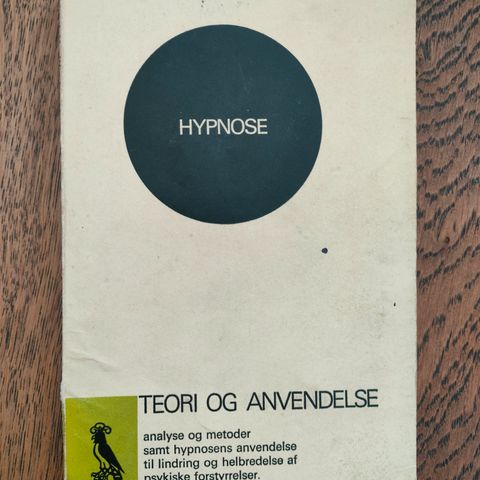 HYPNOSE
TEORI OG ANVENDELSE
analyse og metoder
samt hypnosens anvendelse
til lindring og helbredelse af
psykiske forstyrrelser.